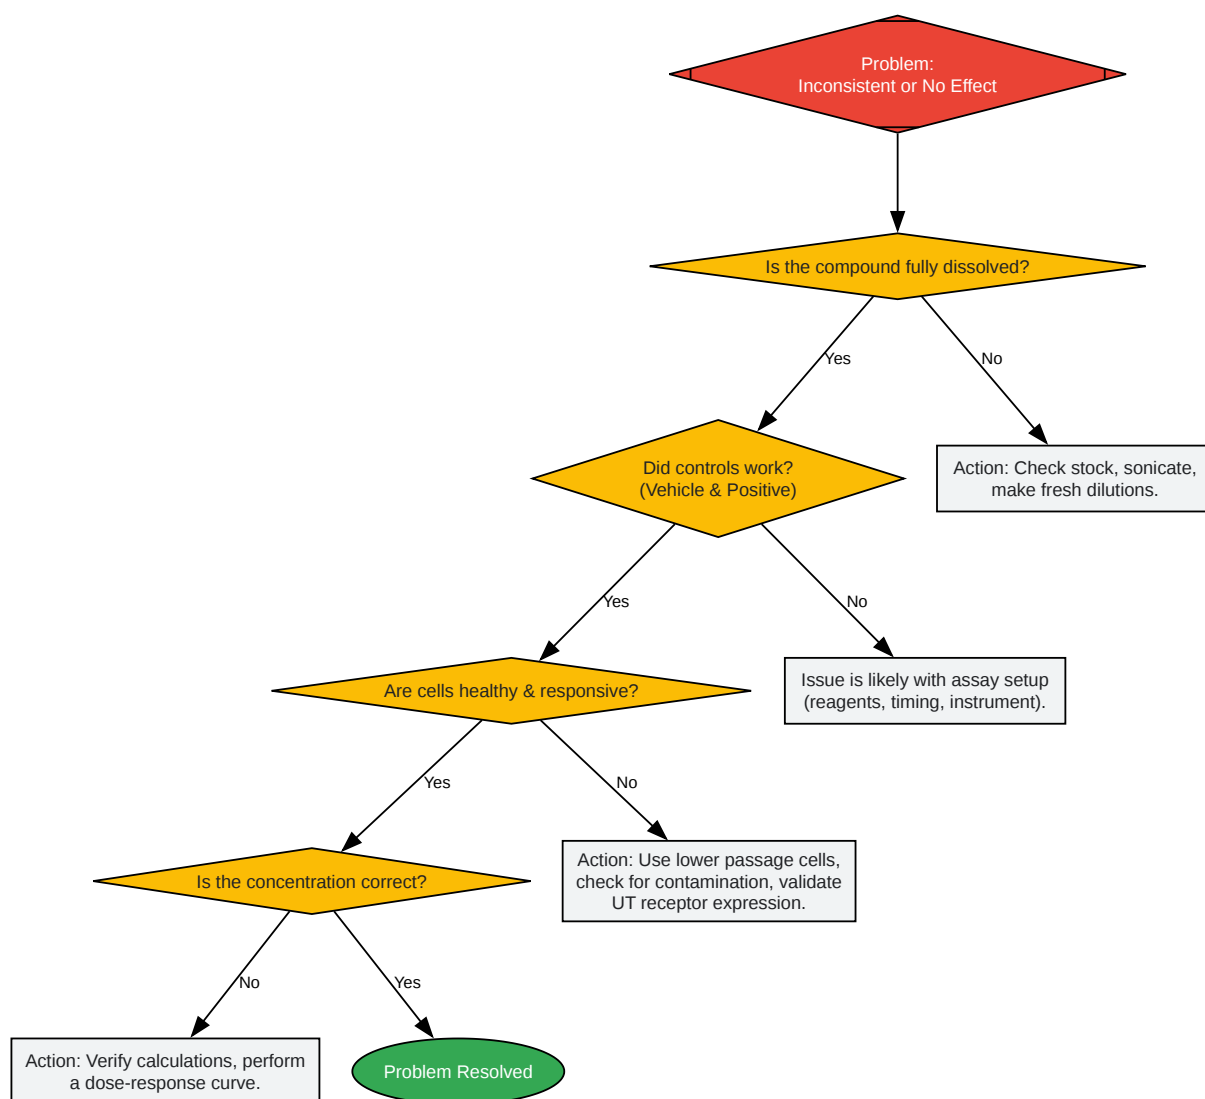 Problem:
Inconsistent or No Effect
Is the compound fully dissolved?
Yes
No
Did controls work?
(Vehicle & Positive)
Action: Check stock, sonicate,
make fresh dilutions.
Yes
No
Are cells healthy & responsive?
Issue is likely with assay setup
(reagents, timing, instrument).
Yes
No
Is the concentration correct?
Action: Use lower passage cells,
check for contamination, validate
UT receptor expression.
No
Yes
Action: Verify calculations, perform
a dose-response curve.
Problem Resolved